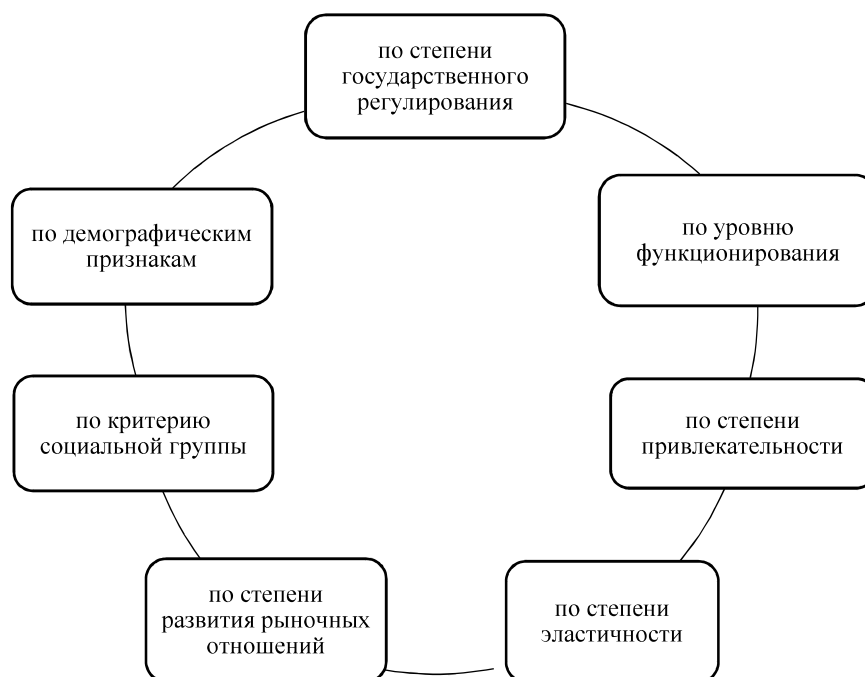 по степени
государственного
регулирования
по уровню
функционирования
по степени
привлекательности
по степени
эластичности
по степени
развития рыночных
отношений
по критерию
социальной группы
по демографическим
признакам